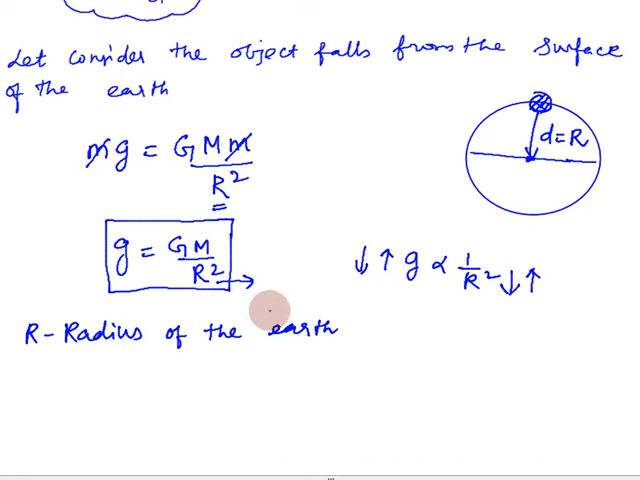 Let consider the object falls from the surface
of the earth
d=R
mg = GMm/R²
g = GM/R²
↓ ↑ g ∝ 1/R² ↓ ↑
R - Radius of the earth